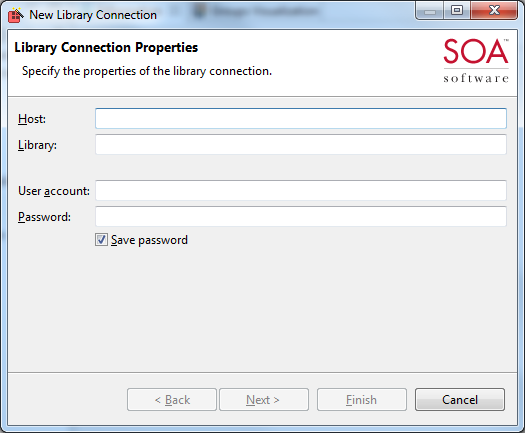 New Library Connection
Library Connection Properties
Specify the properties of the library connection.
SOA™
software
Host:
Library:
User account:
Password:
Save password
< Back
Next >
Finish
Cancel